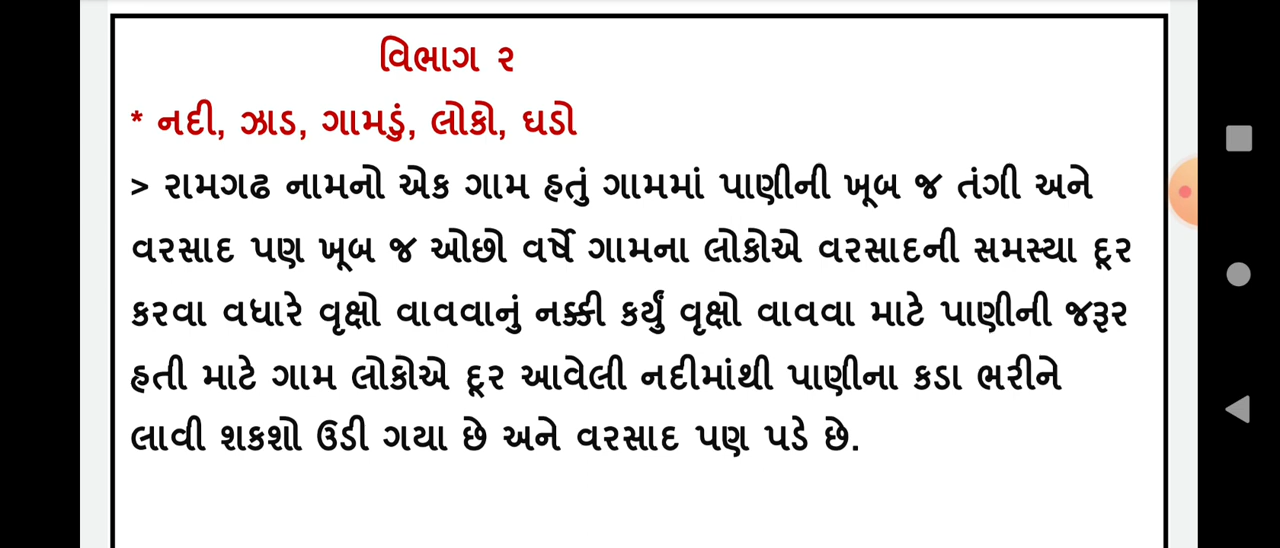 વિભાગ ૨
* નદી, ઝાડ, ગામડું, લોકો, ઘડો
> રામગઢ નામનો એક ગામ હતું ગામમાં પાણીની ખૂબ જ તંગી અને
વરસાદ પણ ખૂબ જ ઓછો વર્ષે ગામના લોકોએ વરસાદની સમસ્યા દૂર
કરવા વધારે વૃક્ષો વાવવાનું નક્કી કર્યું વૃક્ષો વાવવા માટે પાણીની જરૂર
હતી માટે ગામ લોકોએ દૂર આવેલી નદીમાંથી પાણીના કડા ભરીને
લાવી શકશો ઉડી ગયા છે અને વરસાદ પણ પડે છે.